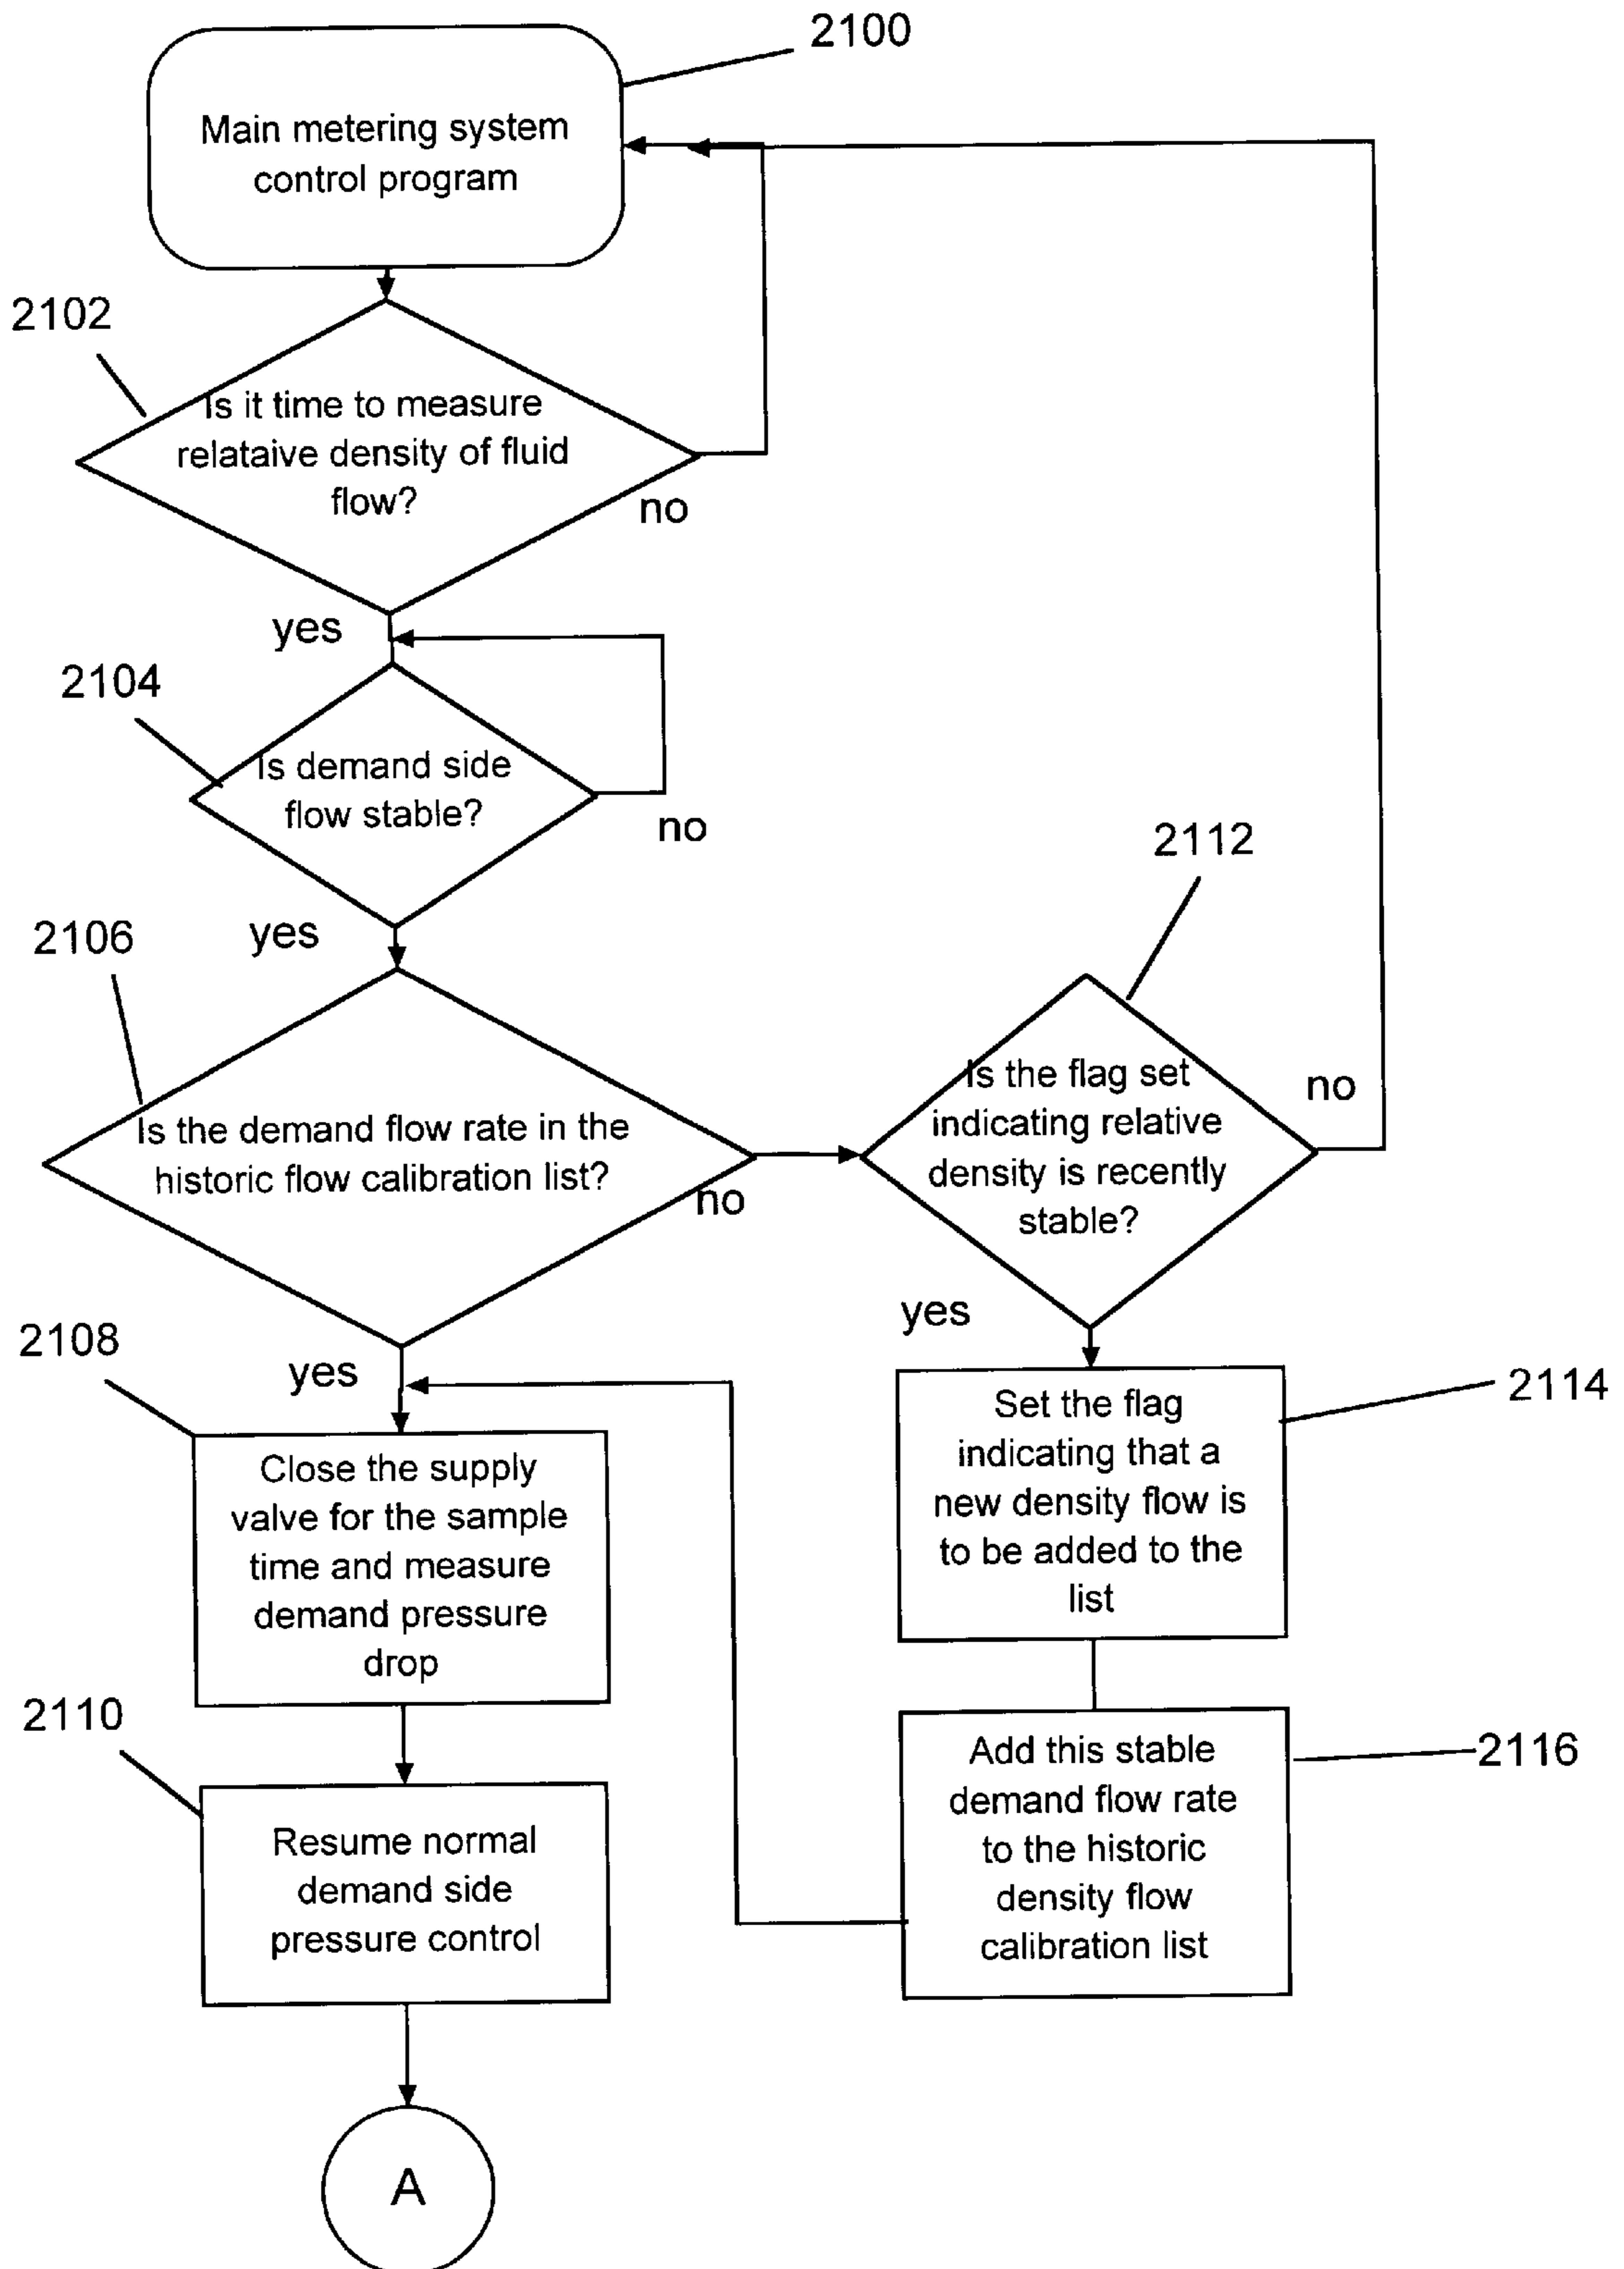 2100
Main metering system
control program
2102
Is it time to measure
relataive density of fluid
flow?
no
yes
2104
Is demand side
flow stable?
no
yes
2106
Is the demand flow rate in the
historic flow calibration list?
no
2112
Is the flag set
indicating relative
density is recently
stable?
no
yes
yes
2108
Close the supply
valve for the sample
time and measure
demand pressure
drop
2114
Set the flag
indicating that a
new density flow is
to be added to the
list
2110
Resume normal
demand side
pressure control
2116
Add this stable
demand flow rate
to the historic
density flow
calibration list
A